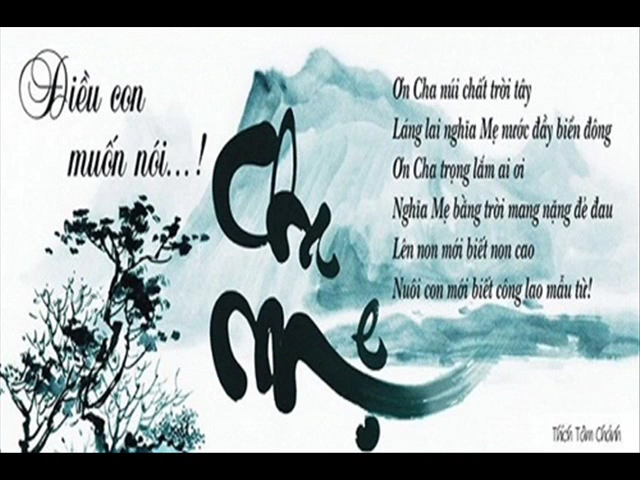 Điều con
muốn nói...!
Cha
Mẹ
Ơn Cha núi chất trời tây
Láng lai nghĩa Mẹ nước đầy biển đông
Ơn Cha trọng lắm ai ơi
Nghĩa Mẹ bằng trời mang nặng đẻ đau
Lên non mới biết non cao
Nuôi con mới biết công lao mẫu từ!
Thích Tâm Chánh